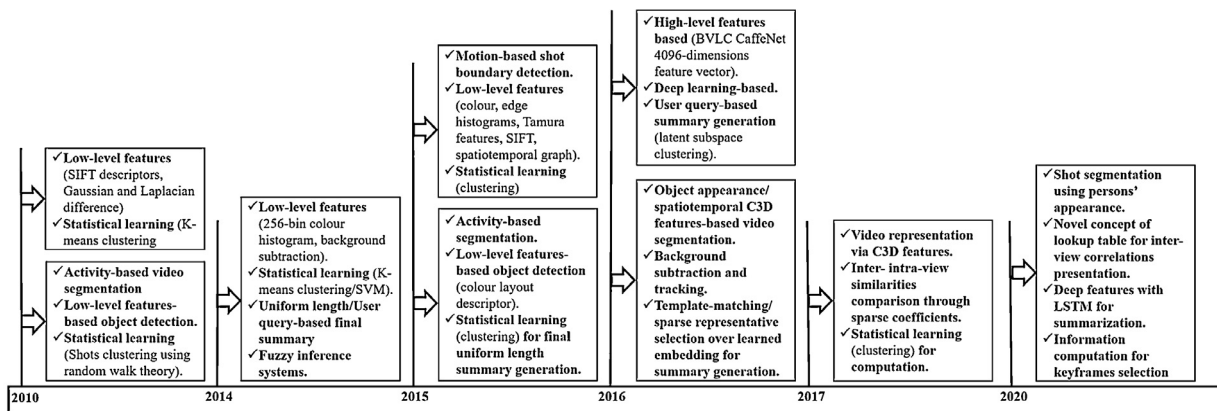 ✓Low-level features
(SIFT descriptors,
Gaussian and Laplacian
difference)
✓Statistical learning (K-
means clustering
✓Activity-based video
segmentation
✓Low-level features-
based object detection.
✓Statistical learning
(Shots clustering using
random walk theory).
✓Low-level features
(256-bin colour
histogram, background
subtraction).
✓Statistical learning (K-
means clustering/SVM).
✓Uniform length/User
query-based final
summary
✓Fuzzy inference
systems.
✓Motion-based shot
boundary detection.
✓Low-level features
(colour, edge
histograms, Tamura
features, SIFT,
spatiotemporal graph).
✓Statistical learning
(clustering)
✓Activity-based
segmentation.
✓Low-level features-
based object detection
(colour layout
descriptor).
✓Statistical learning
(clustering) for final
uniform length
summary generation.
✓High-level features
based (BVLC CaffeNet
4096-dimensions
feature vector).
✓Deep learning-based.
✓User query-based
summary generation
(latent subspace
clustering).
✓Object appearance/
spatiotemporal C3D
features-based video
segmentation.
✓Background
subtraction and
tracking.
✓Template-matching/
sparse representative
selection over learned
embedding for
summary generation.
✓Video representation
via C3D features.
✓Inter- intra-view
similarities
comparison through
sparse coefficients.
✓Statistical learning
(clustering) for
computation.
✓Shot segmentation
using persons'
appearance.
✓Novel concept of
lookup table for inter-
view correlations
presentation.
✓Deep features with
LSTM for
summarization.
✓Information
computation for
keyframes selection
2010 2014 2015 2016 2017 2020